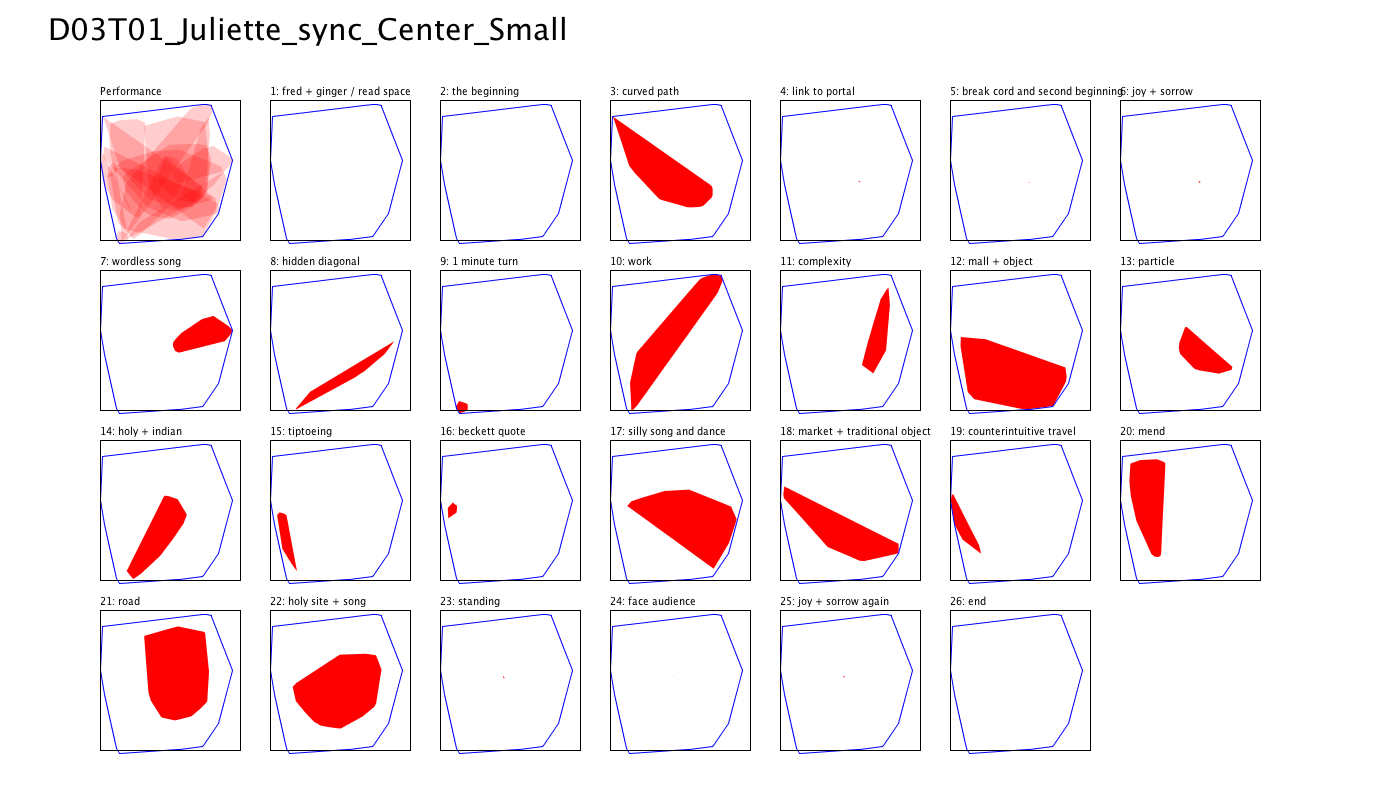 D03T01_Juliette_sync_Center_Small
Performance
1: fred + ginger / read space
2: the beginning
3: curved path
4: link to portal
5: break cord and second beginning
6: joy + sorrow
7: wordless song
8: hidden diagonal
9: 1 minute turn
10: work
11: complexity
12: mall + object
13: particle
14: holy + indian
15: tiptoeing
16: beckett quote
17: silly song and dance
18: market + traditional object
19: counterintuitive travel
20: mend
21: road
22: holy site + song
23: standing
24: face audience
25: joy + sorrow again
26: end